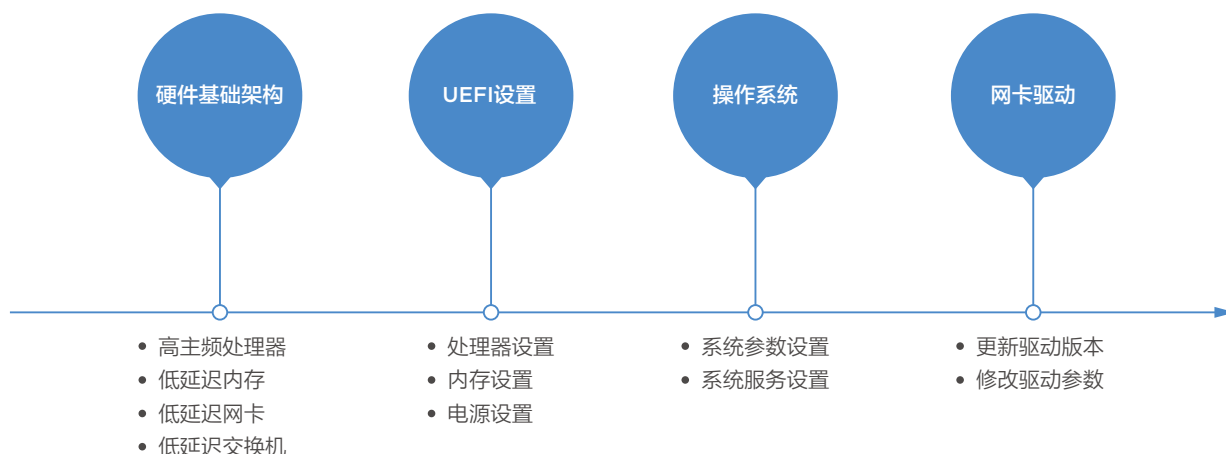 硬件基础架构
UEFI设置
操作系统
网卡驱动
高主频处理器
低延迟内存
低延迟网卡
低延迟交换机
处理器设置
内存设置
电源设置
系统参数设置
系统服务设置
更新驱动版本
修改驱动参数